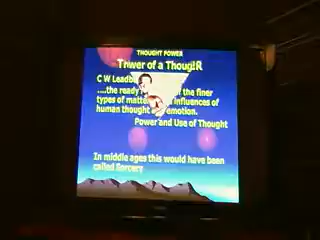 THOUGHT POWER
C W Leadb
....the ready of the finer
types of matter influences of
human thought emotion.
Power and Use of Thought
In middle ages this would have been
called Sorcery